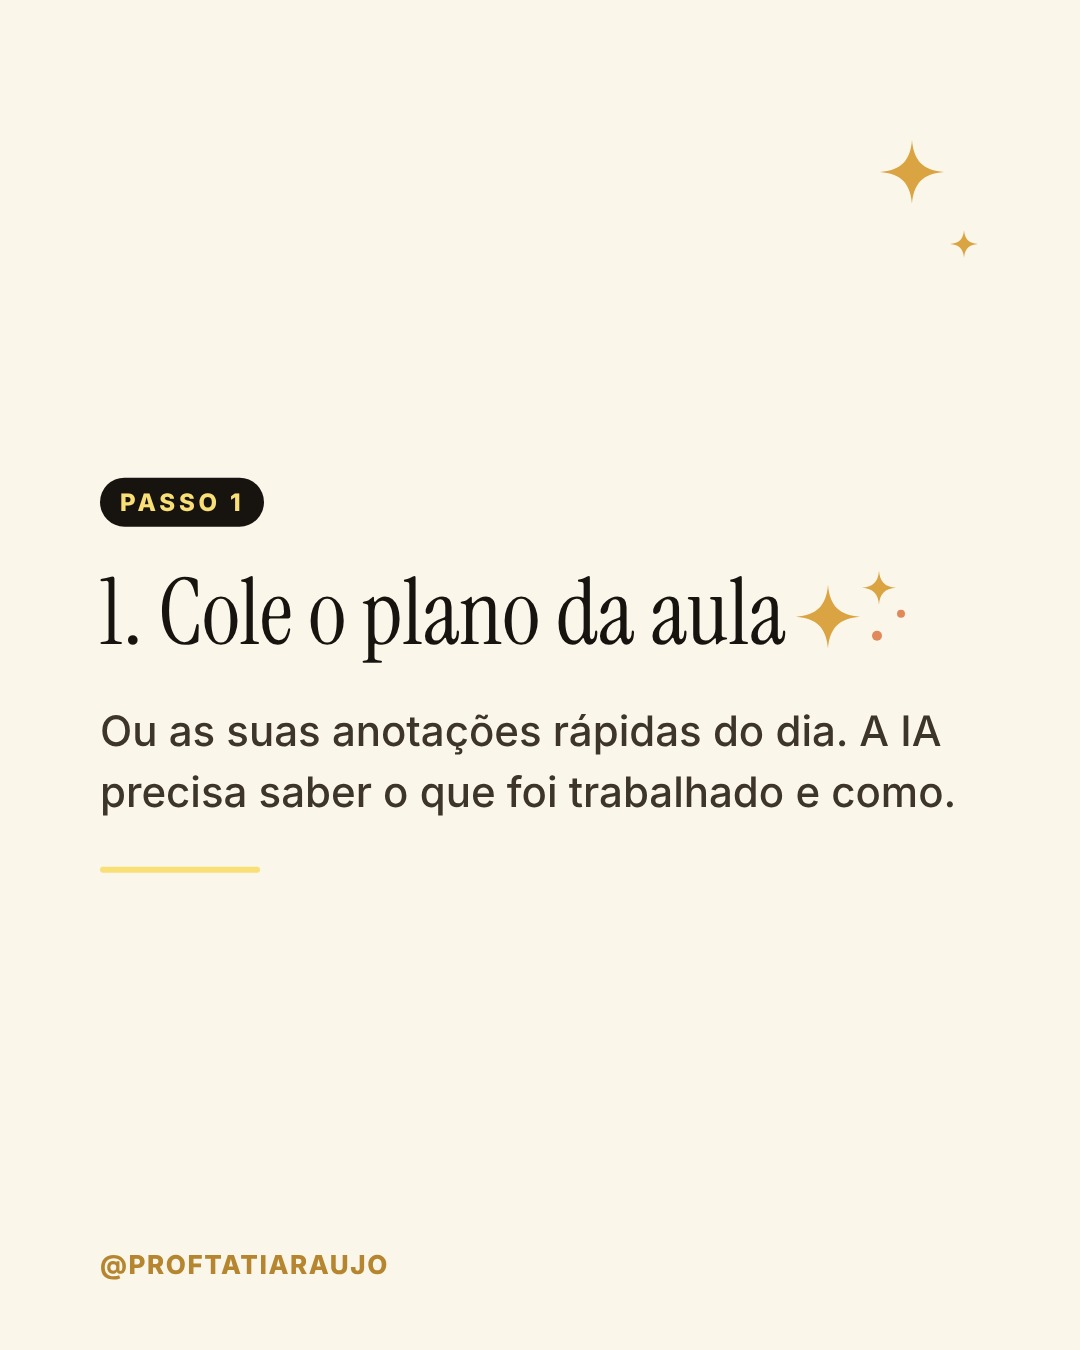 PASSO 1
1. Cole o plano da aula
Ou as suas anotações rápidas do dia. A IA
precisa saber o que foi trabalhado e como.
@PROFTATIARAUJO